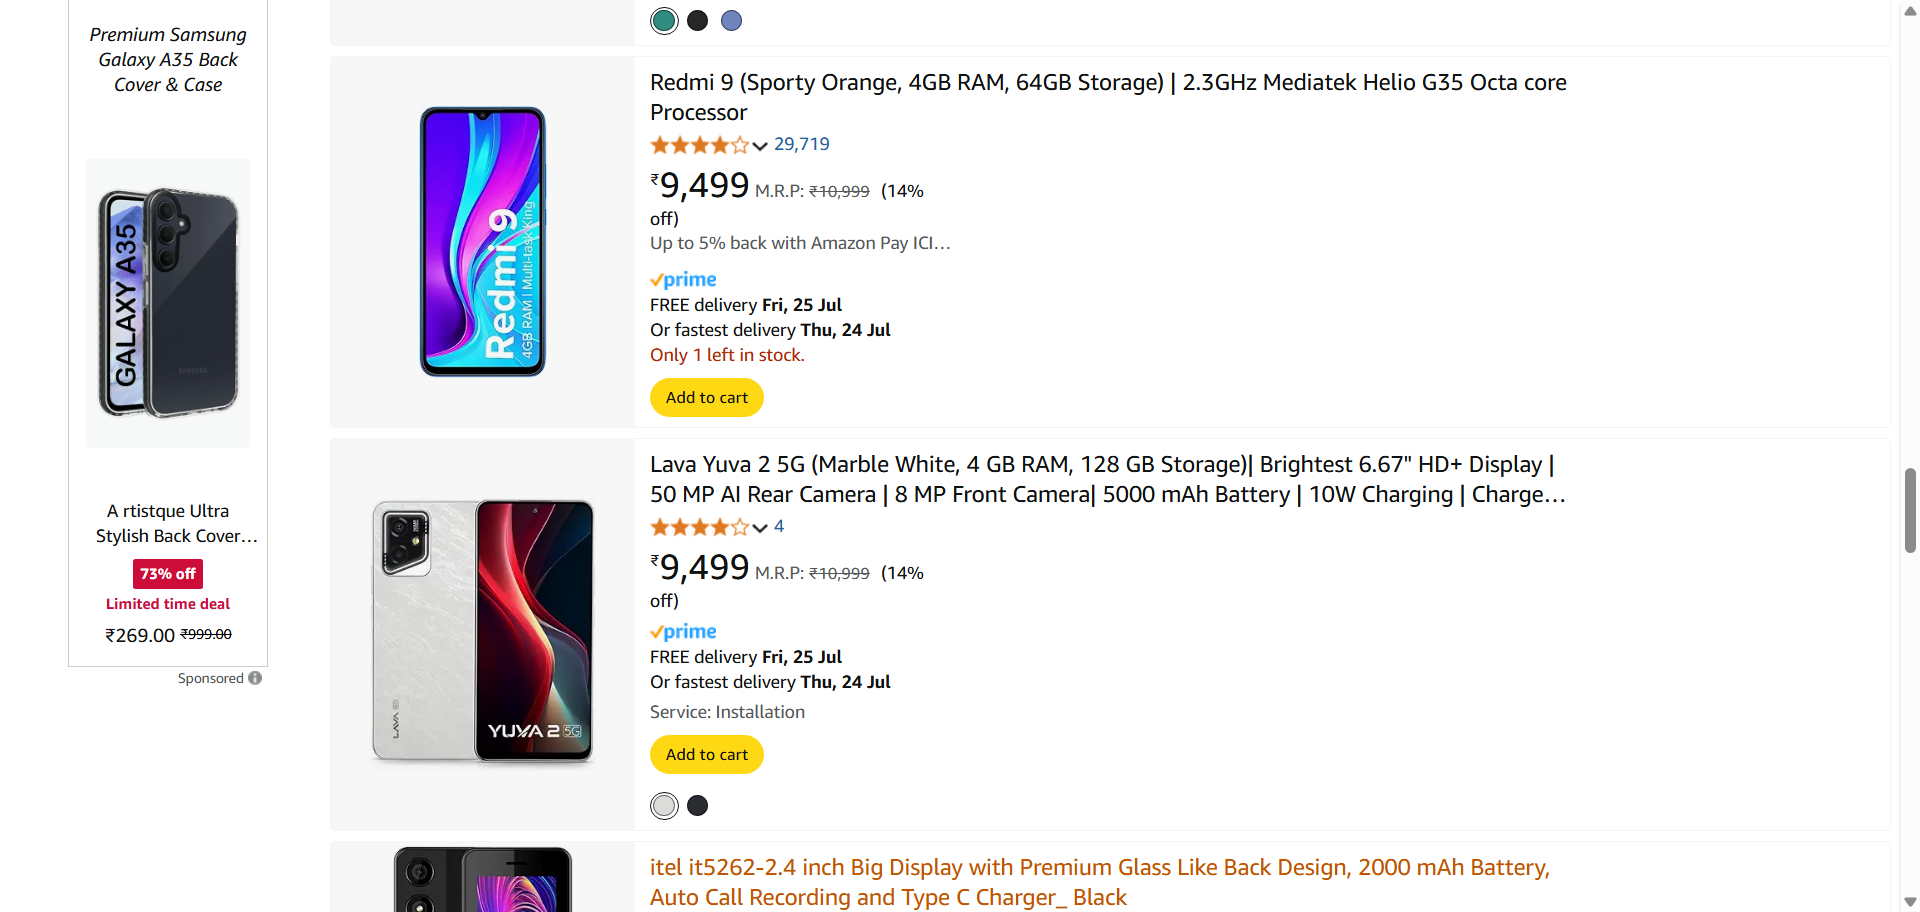 Premium Samsung
Galaxy A35 Back
Cover & Case
GALAXY A35
SAMSUNG
A rtistque Ultra
Stylish Back Cover...
73% off
Limited time deal
₹269.00 ₹999.00
Sponsored
Redmi 9 (Sporty Orange, 4GB RAM, 64GB Storage) | 2.3GHz Mediatek Helio G35 Octa core
Processor
29,719
₹9,499 M.R.P: ₹10,999 (14%
off)
Up to 5% back with Amazon Pay ICI...
prime
FREE delivery Fri, 25 Jul
Or fastest delivery Thu, 24 Jul
Only 1 left in stock.
Add to cart
Redmi 9
4GB RAM | Multi-task King
Lava Yuva 2 5G (Marble White, 4 GB RAM, 128 GB Storage)| Brightest 6.67" HD+ Display |
50 MP AI Rear Camera | 8 MP Front Camera| 5000 mAh Battery | 10W Charging | Charge...
4
₹9,499 M.R.P: ₹10,999 (14%
off)
prime
FREE delivery Fri, 25 Jul
Or fastest delivery Thu, 24 Jul
Service: Installation
Add to cart
LAVA 5G
YUVA 2 5G
itel it5262-2.4 inch Big Display with Premium Glass Like Back Design, 2000 mAh Battery,
Auto Call Recording and Type C Charger_ Black